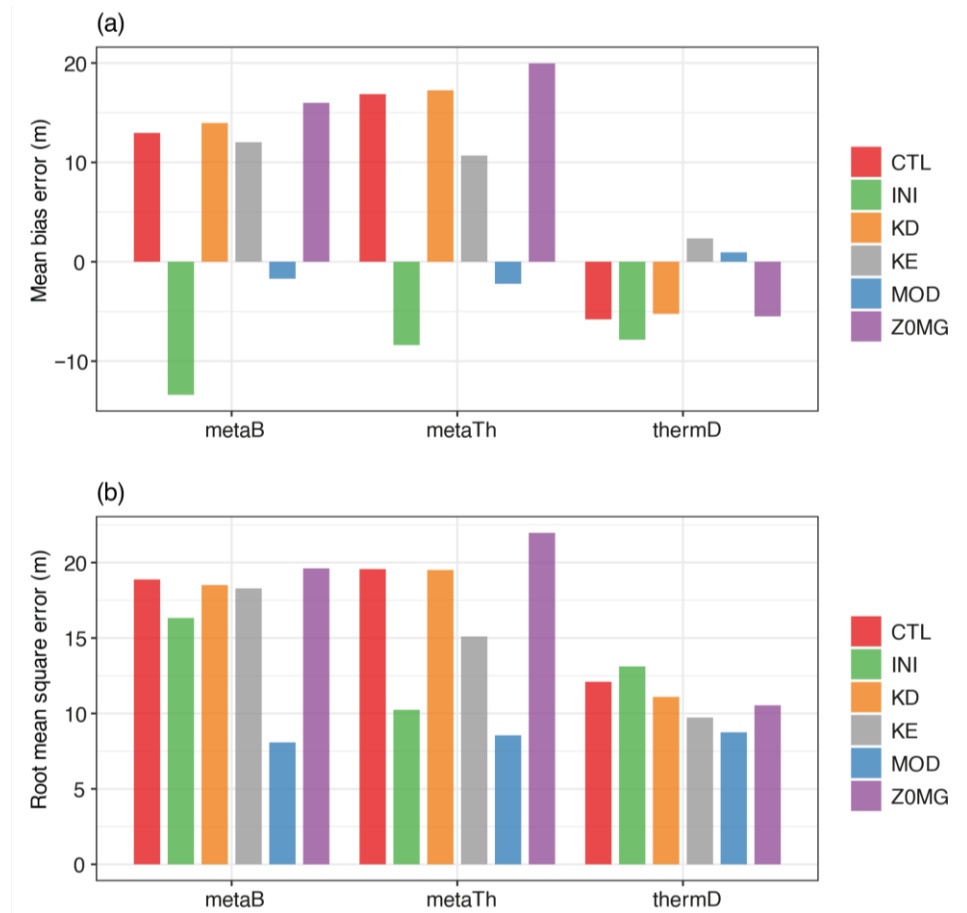 (a)
Mean bias error (m)
20
10
0
−10
metaB metaTh thermD
CTL
INI
KD
KE
MOD
Z0MG
(b)
Root mean square error (m)
20
15
10
5
0
metaB metaTh thermD
CTL
INI
KD
KE
MOD
Z0MG